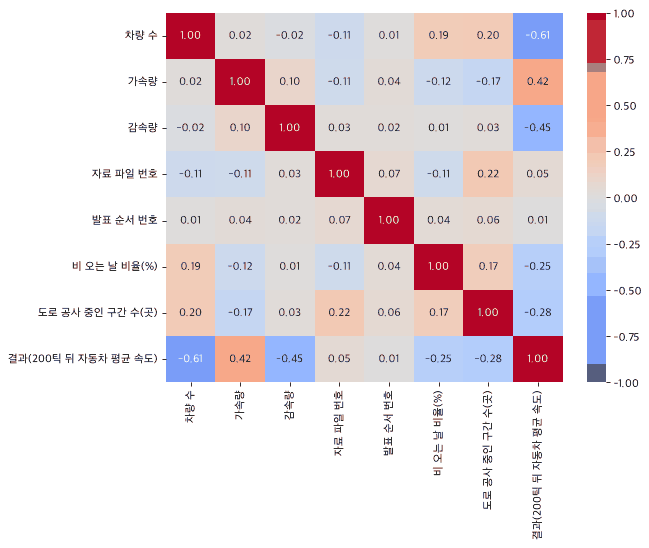 차량 수 1.00 0.02 -0.02 -0.11 0.01 0.19 0.20 -0.61
가속량 0.02 1.00 0.10 -0.11 0.04 -0.12 -0.17 0.42
감속량 -0.02 0.10 1.00 0.03 0.02 0.01 0.03 -0.45
자료 파일 번호 -0.11 -0.11 0.03 1.00 0.07 -0.11 0.22 0.05
발표 순서 번호 0.01 0.04 0.02 0.07 1.00 0.04 0.06 0.01
비 오는 날 비율(%) 0.19 -0.12 0.01 -0.11 0.04 1.00 0.17 -0.25
도로 공사 중인 구간 수(곳) 0.20 -0.17 0.03 0.22 0.06 0.17 1.00 -0.28
결과(200틱 뒤 자동차 평균 속도) -0.61 0.42 -0.45 0.05 0.01 -0.25 -0.28 1.00
차량 수
가속량
감속량
자료 파일 번호
발표 순서 번호
비 오는 날 비율(%)
도로 공사 중인 구간 수(곳)
결과(200틱 뒤 자동차 평균 속도)
1.00
0.75
0.50
0.25
0.00
-0.25
-0.50
-0.75
-1.00